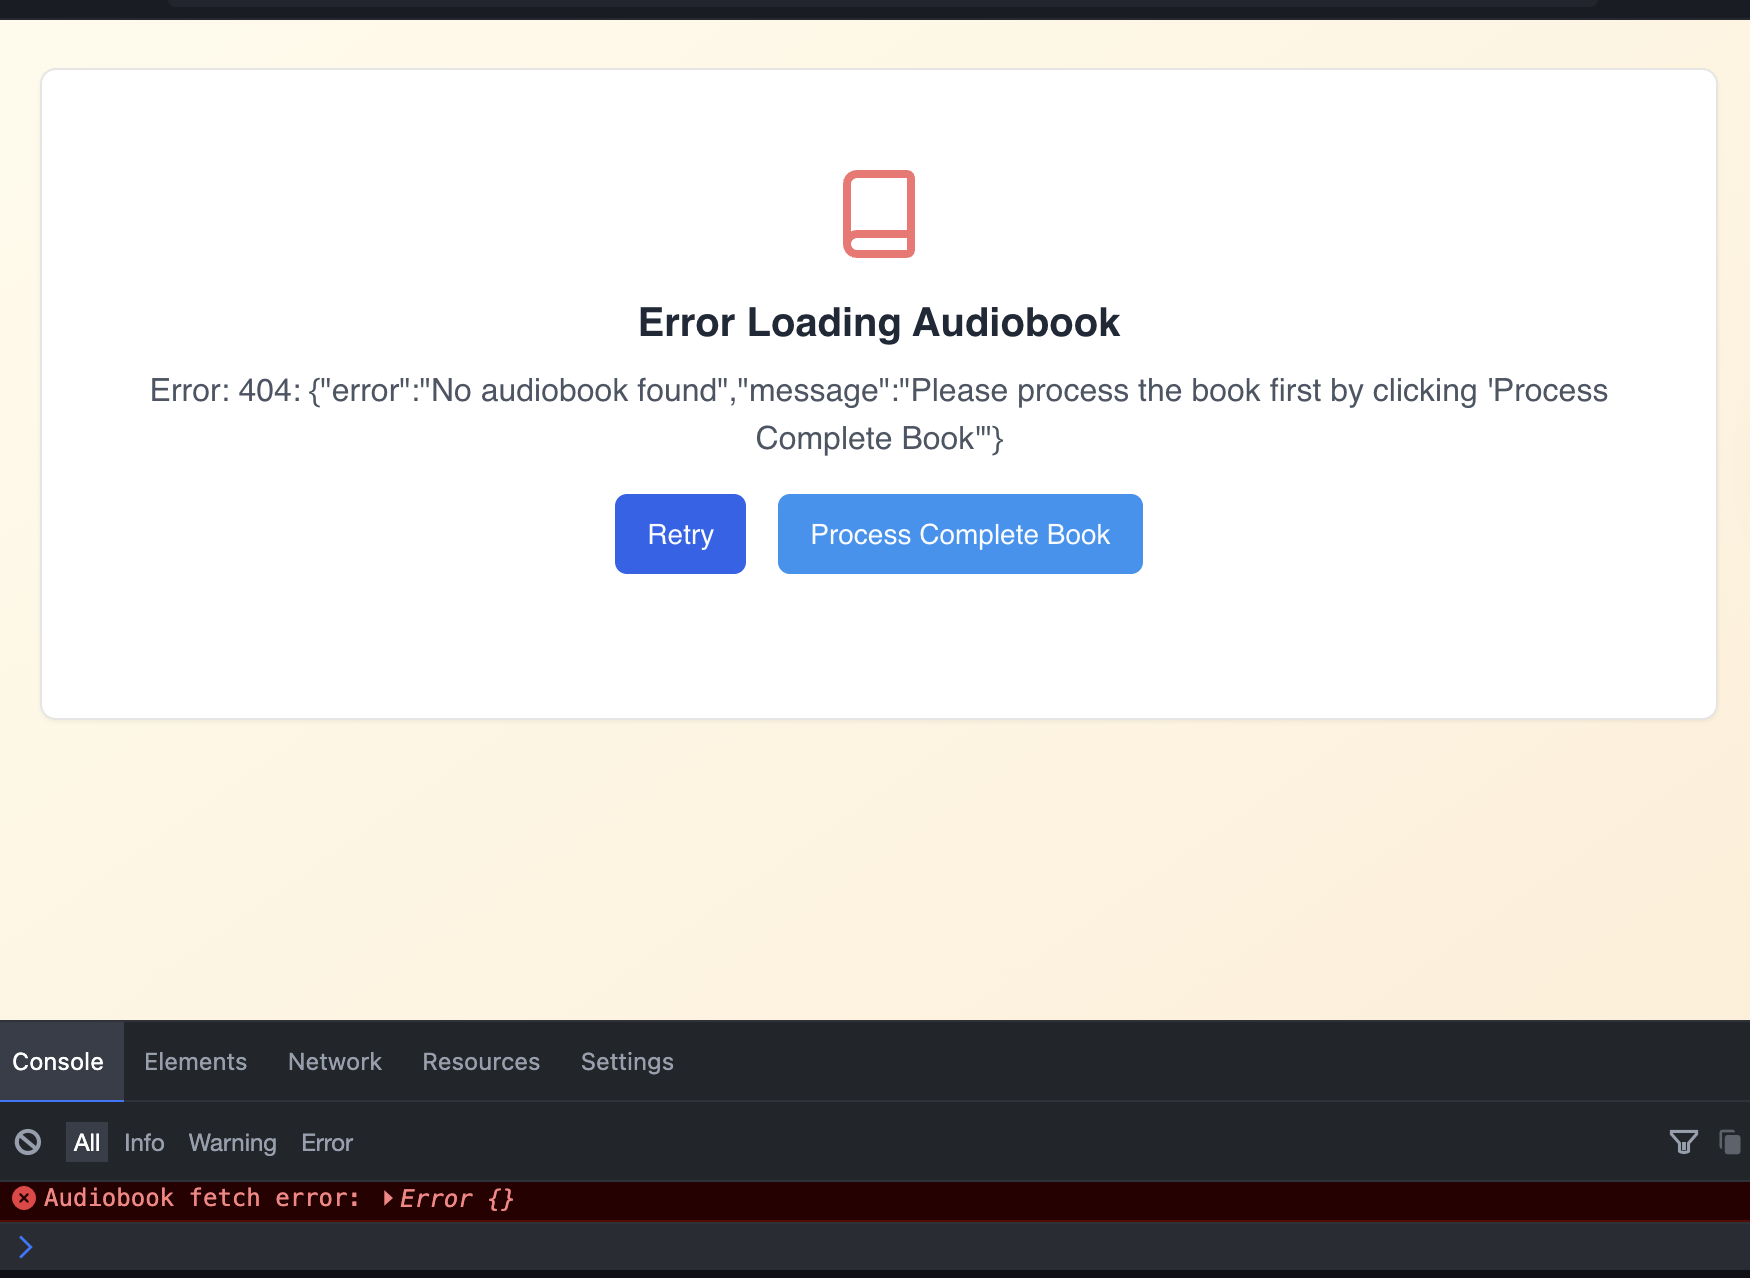 Error Loading Audiobook
Error: 404: {"error":"No audiobook found","message":"Please process the book first by clicking 'Process
Complete Book'"}
Retry Process Complete Book
Console Elements Network Resources Settings
All Info Warning Error
Audiobook fetch error: Error {}